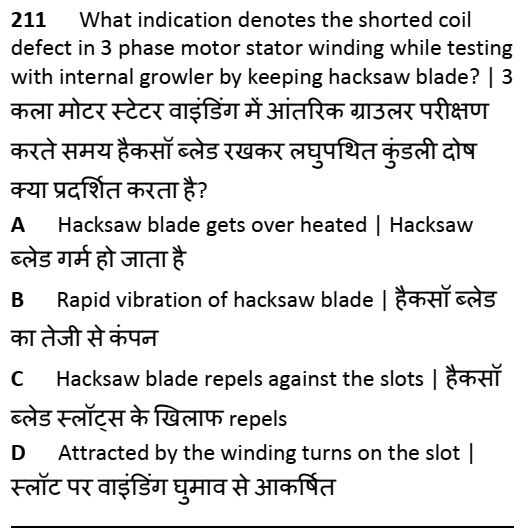 211 What indication denotes the shorted coil
defect in 3 phase motor stator winding while testing
with internal growler by keeping hacksaw blade? | 3
कला मोटर स्टेटर वाइंडिंग में आंतरिक ग्राउलर परीक्षण
करते समय हैकसॉ ब्लेड रखकर लघुपथित कुंडली दोष
क्या प्रदर्शित करता है?
A Hacksaw blade gets over heated | Hacksaw
ब्लेड गर्म हो जाता है
B Rapid vibration of hacksaw blade | हैकसॉ ब्लेड
का तेजी से कंपन
C Hacksaw blade repels against the slots | हैकसॉ
ब्लेड स्लॉट्स के खिलाफ repels
D Attracted by the winding turns on the slot |
स्लॉट पर वाइंडिंग घुमाव से आकर्षित